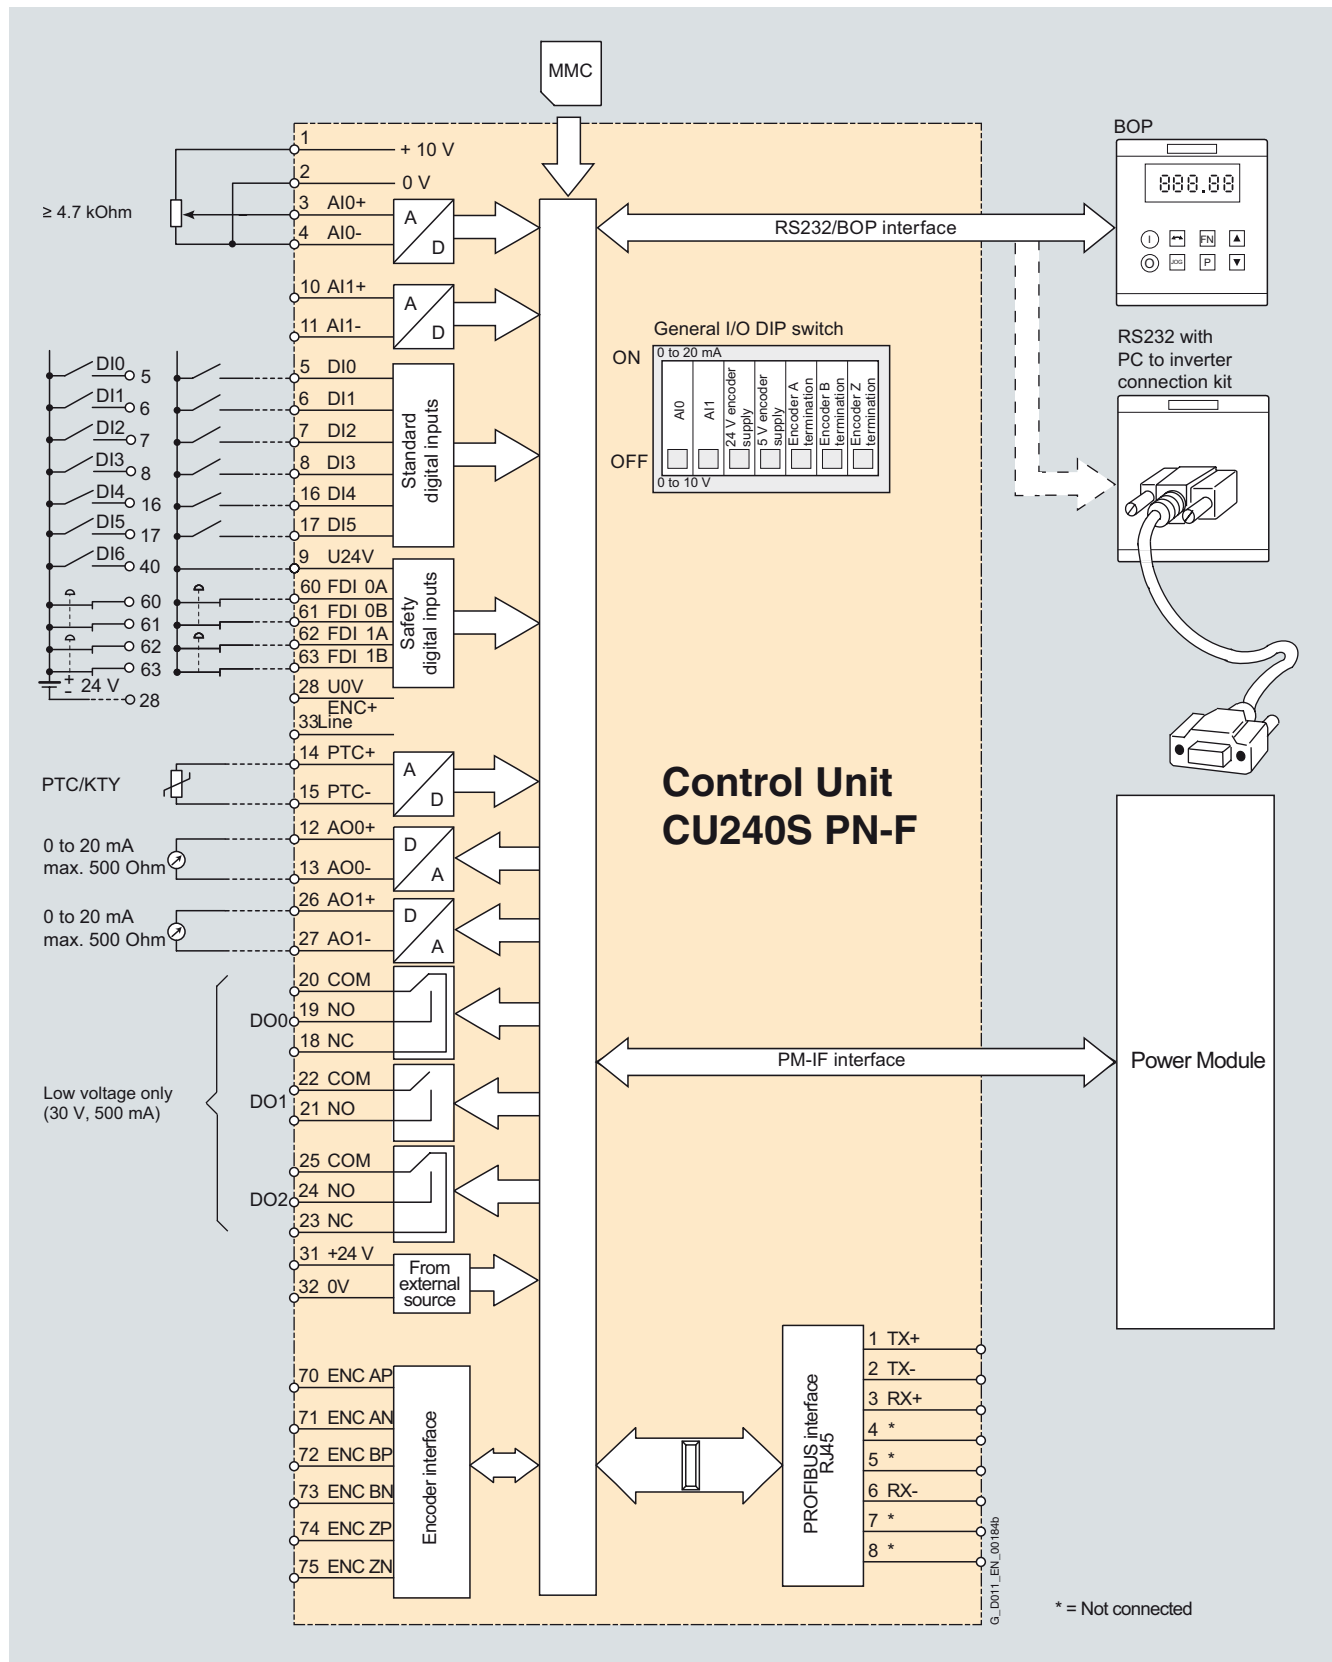 MMC
1
+ 10 V
2
0 V
≥ 4.7 kOhm
3 AI0+
4 AI0-
A
D
10 AI1+
11 AI1-
A
D
DI0
5
DI1
6
DI2
7
DI3
8
DI4
16
DI5
17
DI6
40
60
61
62
63
+
-
24 V
28
5 DI0
6 DI1
7 DI2
8 DI3
16 DI4
17 DI5
Standard
digital inputs
9 U24V
60 FDI 0A
61 FDI 0B
62 FDI 1A
63 FDI 1B
Safety
digital inputs
28 U0V
ENC+
33Line
PTC/KTY
14 PTC+
15 PTC-
A
D
0 to 20 mA
max. 500 Ohm
12 AO0+
13 AO0-
D
A
0 to 20 mA
max. 500 Ohm
26 AO1+
27 AO1-
D
A
Low voltage only
(30 V, 500 mA)
DO0
20 COM
19 NO
18 NC
DO1
22 COM
21 NO
DO2
25 COM
24 NO
23 NC
31 +24 V
32 0V
From
external
source
70 ENC AP
71 ENC AN
72 ENC BP
73 ENC BN
74 ENC ZP
75 ENC ZN
Encoder interface
RS232/BOP interface
General I/O DIP switch
ON
OFF
0 to 20 mA
AI0
AI1
24 V encoder
supply
5 V encoder
supply
Encoder A
termination
Encoder B
termination
Encoder Z
termination
0 to 10 V
Control Unit
CU240S PN-F
PM-IF interface
PROFIBUS interface
RJ45
1 TX+
2 TX-
3 RX+
4 *
5 *
6 RX-
7 *
8 *
BOP
888.88
I
FN
O
JOG
P
RS232 with
PC to inverter
connection kit
Power Module
G_D011_EN_00184b
* = Not connected